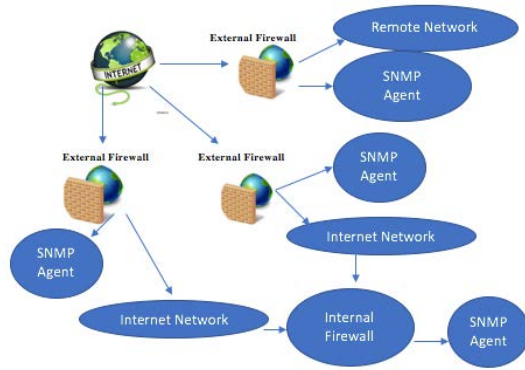 External Firewall
Remote Network
INTERNET
SNMP
Agent
External Firewall
External Firewall
SNMP
Agent
SNMP
Agent
Internet Network
Internet Network
Internal
Firewall
SNMP
Agent